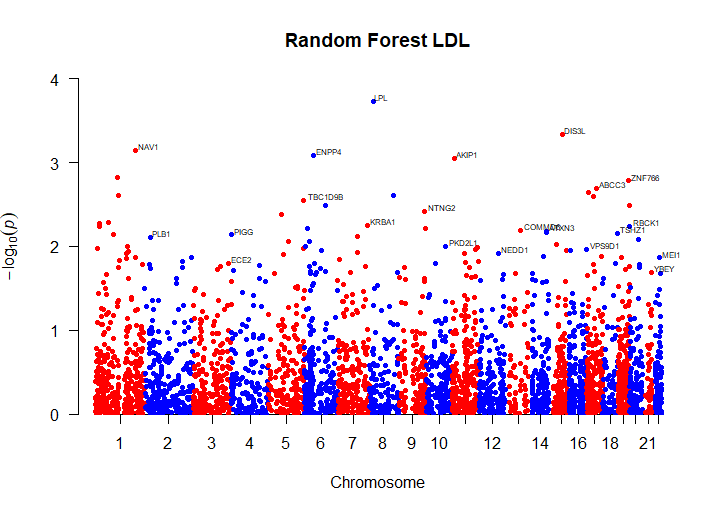 Random Forest LDL
−log10(p)
4
3
2
1
0
LPL
DIS3L
NAV1
ENPP4
AKIP1
ZNF766
ABCC3
TBC1D9B
NTNG2
KRBA1
RBCK1
PLB1
PIGG
TSHZ1
PKD2L1
NEDD1
VPS9D1
MEI1
ECE2
YBEY
1 2 3 4 5 6 7 8 9 10 12 14 16 18 21
Chromosome